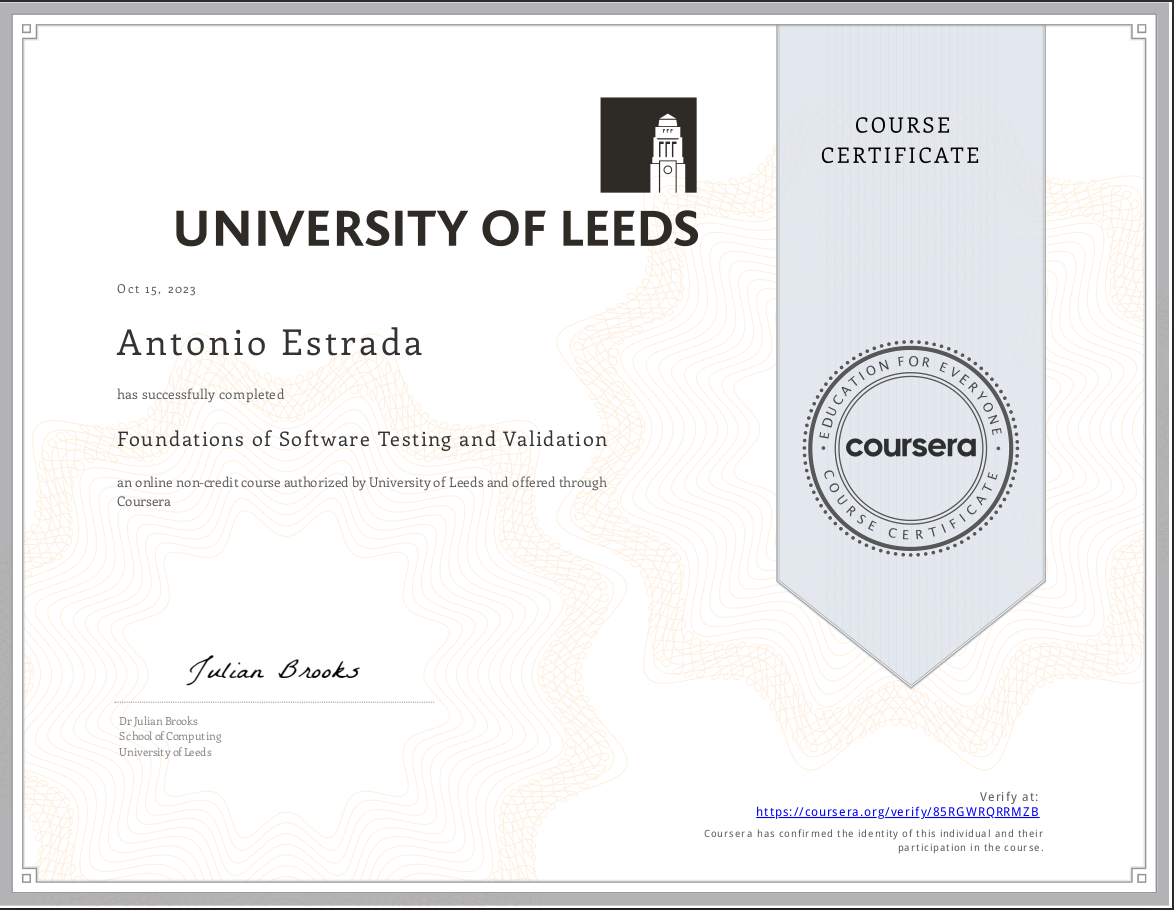 COURSE
CERTIFICATE
UNIVERSITY OF LEEDS
Oct 15, 2023
Antonio Estrada
has successfully completed
Foundations of Software Testing and Validation
an online non-credit course authorized by University of Leeds and offered through
Coursera
EDUCATION FOR EVERYONE
coursera
COURSE CERTIFICATE
Julian Brooks
Dr Julian Brooks
School of Computing
University of Leeds
Verify at:
https://coursera.org/verify/85RGWRQRRMZB
Coursera has confirmed the identity of this individual and their
participation in the course.